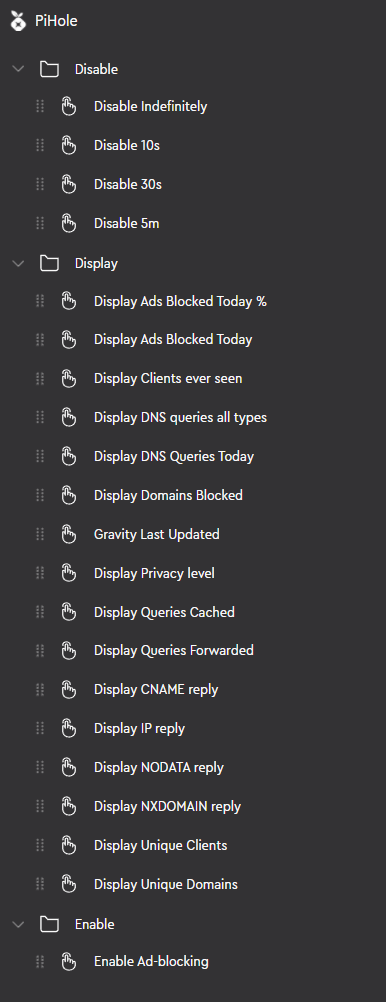 PiHole
Disable
Disable Indefinitely
Disable 10s
Disable 30s
Disable 5m
Display
Display Ads Blocked Today %
Display Ads Blocked Today
Display Clients ever seen
Display DNS queries all types
Display DNS Queries Today
Display Domains Blocked
Gravity Last Updated
Display Privacy level
Display Queries Cached
Display Queries Forwarded
Display CNAME reply
Display IP reply
Display NODATA reply
Display NXDOMAIN reply
Display Unique Clients
Display Unique Domains
Enable
Enable Ad-blocking